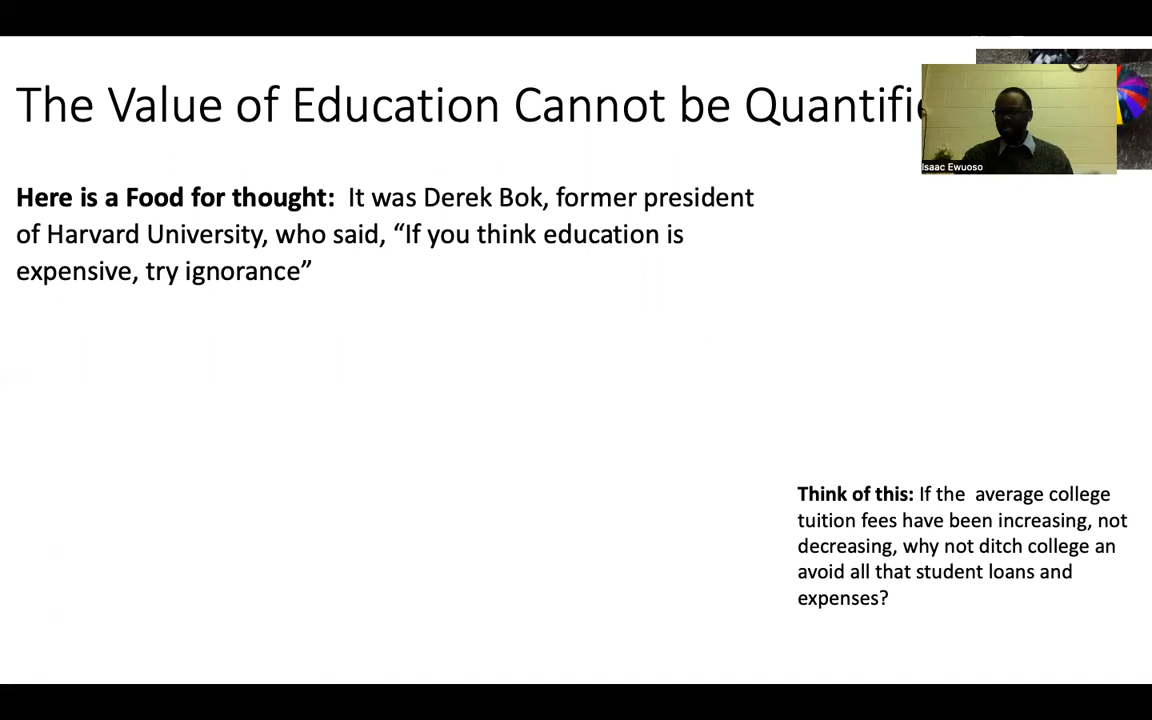 The Value of Education Cannot be Quantifie
Isaac Ewuoso
Here is a Food for thought: It was Derek Bok, former president
of Harvard University, who said, “If you think education is
expensive, try ignorance”
Think of this: If the average college
tuition fees have been increasing, not
decreasing, why not ditch college an
avoid all that student loans and
expenses?